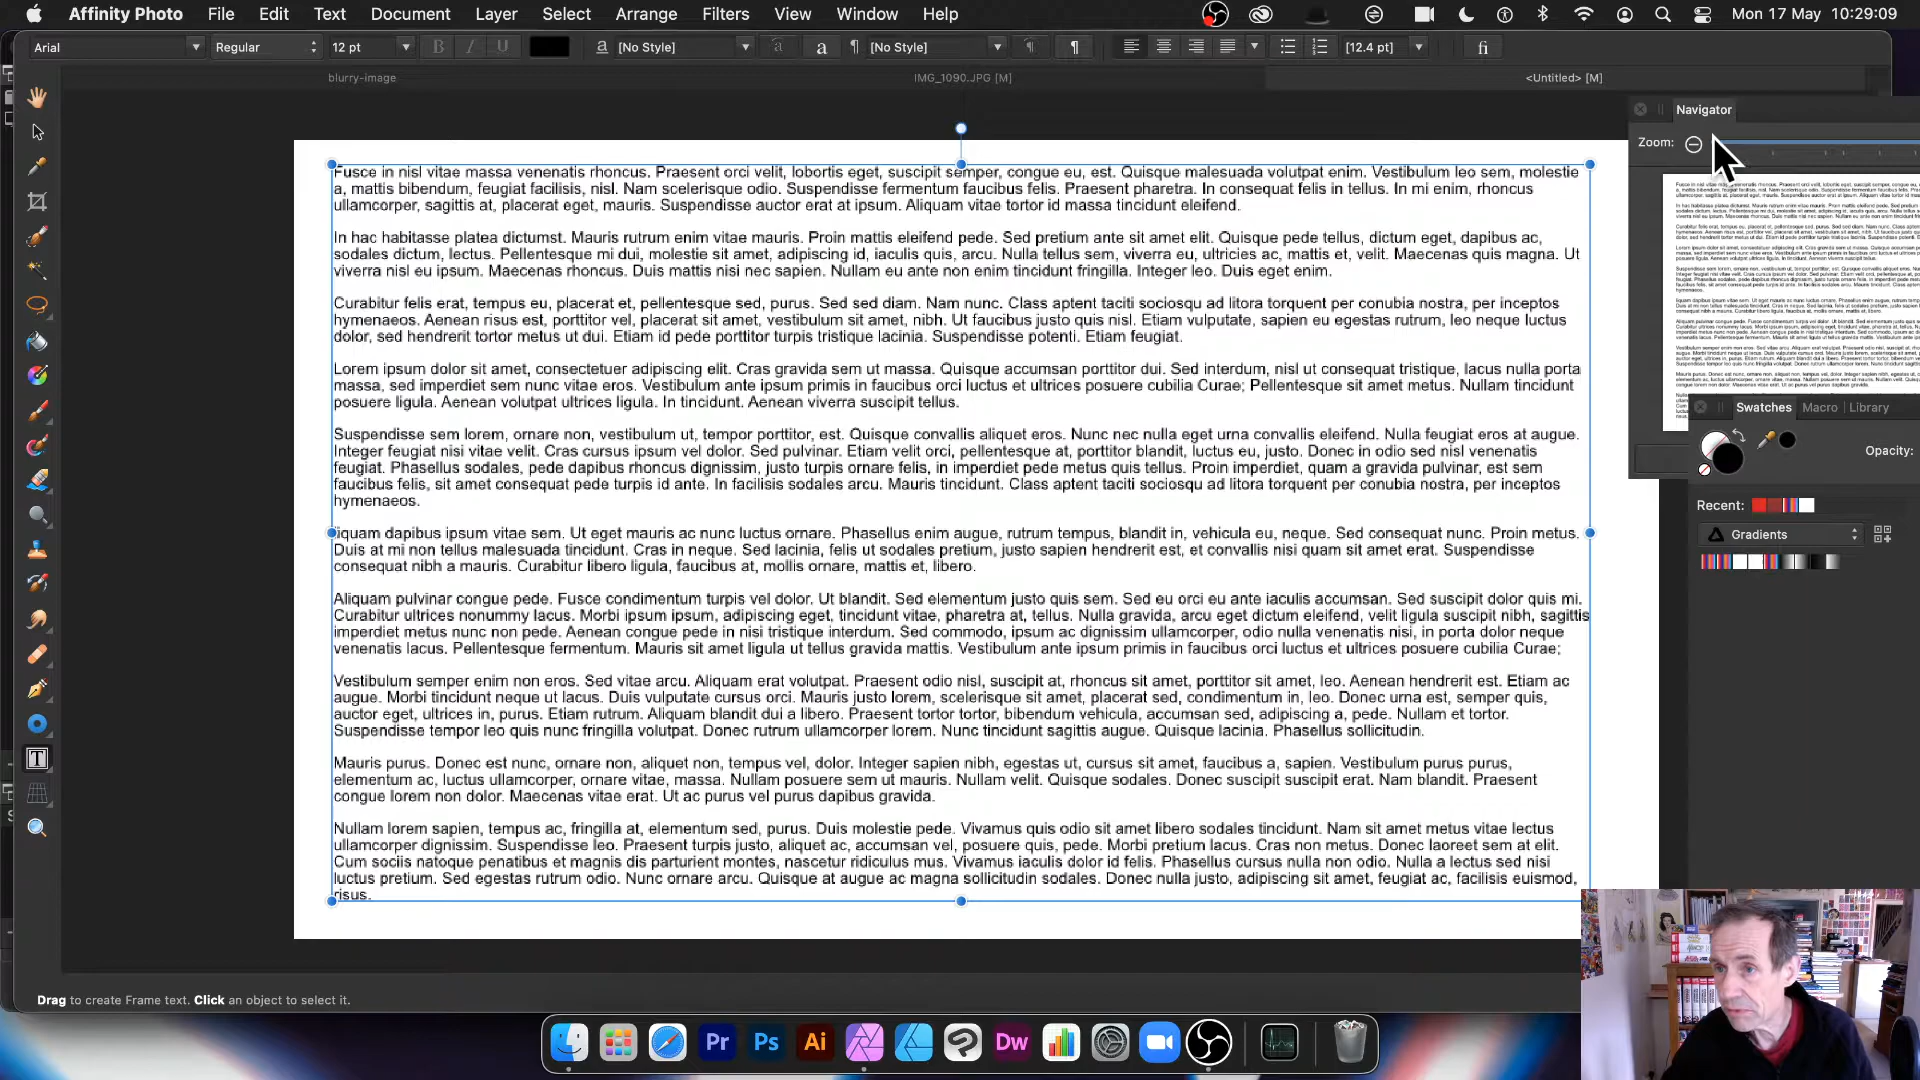 Affinity Photo File Edit Text Document Layer Select Arrange Filters View Window Help Mon 17 May 10:29:09
Arial Regular 12 pt B I U a [No Style] a a ¶ [No Style] ¶ ¶ [12.4 pt] fi
blurry-image IMG_1090.JPG [M] <Untitled> [M]
Navigator
Zoom:
Fusce in nisl vitae massa venenatis rhoncus. Praesent orci velit, lobortis eget, suscipit semper, congue eu, est. Quisque malesuada volutpat enim. Vestibulum leo sem, molestie
a, mattis bibendum, feugiat facilisis, nisl. Nam scelerisque odio. Suspendisse fermentum faucibus felis. Praesent pharetra. In consequat felis in tellus. In mi enim, rhoncus
ullamcorper, sagittis at, placerat eget, mauris. Suspendisse auctor erat at ipsum. Aliquam vitae tortor id massa tincidunt eleifend.
In hac habitasse platea dictumst. Mauris rutrum enim vitae mauris. Proin mattis eleifend pede. Sed pretium ante sit amet elit. Quisque pede tellus, dictum eget, dapibus ac,
sodales dictum, lectus. Pellentesque mi dui, molestie sit amet, adipiscing id, iaculis quis, arcu. Nulla tellus sem, viverra eu, ultricies ac, mattis et, velit. Maecenas quis magna. Ut
viverra nisl eu ipsum. Maecenas rhoncus. Duis mattis nisi nec sapien. Nullam eu ante non enim tincidunt fringilla. Integer leo. Duis eget enim.
Curabitur felis erat, tempus eu, placerat et, pellentesque sed, purus. Sed sed diam. Nam nunc. Class aptent taciti sociosqu ad litora torquent per conubia nostra, per inceptos
hymenaeos. Aenean risus est, porttitor vel, placerat sit amet, vestibulum sit amet, nibh. Ut faucibus justo quis nisl. Etiam vulputate, sapien eu egestas rutrum, leo neque luctus
dolor, sed hendrerit tortor metus ut dui. Etiam id pede porttitor turpis tristique lacinia. Suspendisse potenti. Etiam feugiat.
Lorem ipsum dolor sit amet, consectetuer adipiscing elit. Cras gravida sem ut massa. Quisque accumsan porttitor dui. Sed interdum, nisl ut consequat tristique, lacus nulla porta
massa, sed imperdiet sem nunc vitae eros. Vestibulum ante ipsum primis in faucibus orci luctus et ultrices posuere cubilia Curae; Pellentesque sit amet metus. Nullam tincidunt
posuere ligula. Aenean volutpat ultrices ligula. In tincidunt. Aenean viverra suscipit tellus.
Suspendisse sem lorem, ornare non, vestibulum ut, tempor porttitor, est. Quisque convallis aliquet eros. Nunc nec nulla eget urna convallis eleifend. Nulla feugiat eros at augue.
Integer feugiat nisi vitae velit. Cras cursus ipsum vel dolor. Sed pulvinar. Etiam velit orci, pellentesque at, porttitor blandit, luctus eu, justo. Donec in odio sed nisl venenatis
feugiat. Phasellus sodales, pede dapibus rhoncus dignissim, justo turpis ornare felis, in imperdiet pede metus quis tellus. Proin imperdiet, quam a gravida pulvinar, est sem
faucibus felis, sit amet consequat pede turpis id ante. In facilisis sodales arcu. Mauris tincidunt. Class aptent taciti sociosqu ad litora torquent per conubia nostra, per inceptos
hymenaeos.
liquam dapibus ipsum vitae sem. Ut eget mauris ac nunc luctus ornare. Phasellus enim augue, rutrum tempus, blandit in, vehicula eu, neque. Sed consequat nunc. Proin metus.
Duis at mi non tellus malesuada tincidunt. Cras in neque. Sed lacinia, felis ut sodales pretium, justo sapien hendrerit est, et convallis nisi quam sit amet erat. Suspendisse
consequat nibh a mauris. Curabitur libero ligula, faucibus at, mollis ornare, mattis et, libero.
Aliquam pulvinar congue pede. Fusce condimentum turpis vel dolor. Ut blandit. Sed elementum justo quis sem. Sed eu orci eu ante iaculis accumsan. Sed suscipit dolor quis mi.
Curabitur ultrices nonummy lacus. Morbi ipsum ipsum, adipiscing eget, tincidunt vitae, pharetra at, tellus. Nulla gravida, arcu eget dictum eleifend, velit ligula suscipit nibh, sagittis
imperdiet metus nunc non pede. Aenean congue pede in nisi tristique interdum. Sed commodo, ipsum ac dignissim ullamcorper, odio nulla venenatis nisi, in porta dolor neque
venenatis lacus. Pellentesque fermentum. Mauris sit amet ligula ut tellus gravida mattis. Vestibulum ante ipsum primis in faucibus orci luctus et ultrices posuere cubilia Curae;
Vestibulum semper enim non eros. Sed vitae arcu. Aliquam erat volutpat. Praesent odio nisl, suscipit at, rhoncus sit amet, porttitor sit amet, leo. Aenean hendrerit est. Etiam ac
augue. Morbi tincidunt neque ut lacus. Duis vulputate cursus orci. Mauris justo lorem, scelerisque sit amet, placerat sed, condimentum in, leo. Donec urna est, semper quis,
auctor eget, ultrices in, purus. Etiam rutrum. Aliquam blandit dui a libero. Praesent tortor tortor, bibendum vehicula, accumsan sed, adipiscing a, pede. Nullam et tortor.
Suspendisse tempor leo quis nunc fringilla volutpat. Donec rutrum ullamcorper lorem. Nunc tincidunt sagittis augue. Quisque lacinia. Phasellus sollicitudin.
Mauris purus. Donec est nunc, ornare non, aliquet non, tempus vel, dolor. Integer sapien nibh, egestas ut, cursus sit amet, faucibus a, sapien. Vestibulum purus purus,
elementum ac, luctus ullamcorper, ornare vitae, massa. Nullam posuere sem ut mauris. Nullam velit. Quisque sodales. Donec suscipit suscipit erat. Nam blandit. Praesent
congue lorem non dolor. Maecenas vitae erat. Ut ac purus vel purus dapibus gravida.
Nullam lorem sapien, tempus ac, fringilla at, elementum sed, purus. Duis molestie pede. Vivamus quis odio sit amet libero sodales tincidunt. Nam sit amet metus vitae lectus
ullamcorper dignissim. Suspendisse leo. Praesent turpis justo, aliquet ac, accumsan vel, posuere quis, pede. Morbi pretium lacus. Cras non metus. Donec laoreet sem at elit.
Cum sociis natoque penatibus et magnis dis parturient montes, nascetur ridiculus mus. Vivamus iaculis dolor id felis. Phasellus cursus nulla non odio. Nulla a lectus sed nisi
luctus pretium. Sed egestas rutrum odio. Nunc ornare arcu. Quisque at augue ac magna sollicitudin sodales. Donec nulla justo, adipiscing sit amet, feugiat ac, facilisis euismod,
risus.
Swatches Macro Library
Opacity:
Recent:
Gradients
Drag to create Frame text. Click an object to select it.
Pr Ps Ai Dw